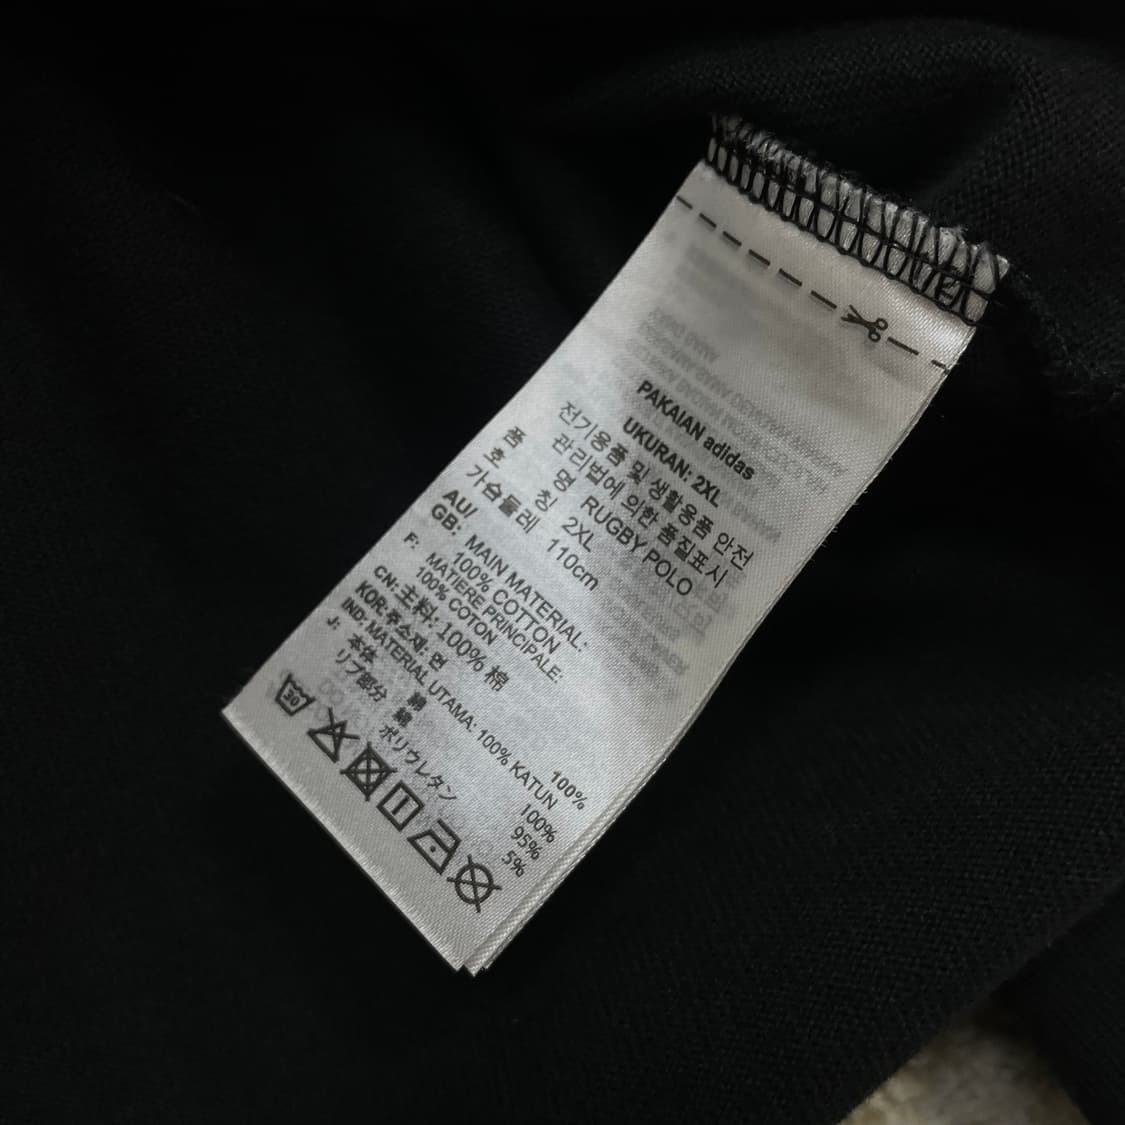 PAKAIAN adidas
UKURAN: 2XL
전기용품 및 생활용품 안전
관리법에 의한 품질표시
품 명 RUGBY POLO
호 칭 2XL
가슴둘레 110cm
AU/
GB: MAIN MATERIAL:
100% COTTON
F: MATIERE PRINCIPALE:
100% COTON
CN: 主料: 100% 棉
KOR: 주소재: 면 100%
IND: MATERIAL UTAMA: 100% KATUN
J: 本体 綿 100%
リブ部分 綿 95%
ポリウレタン 5%
30